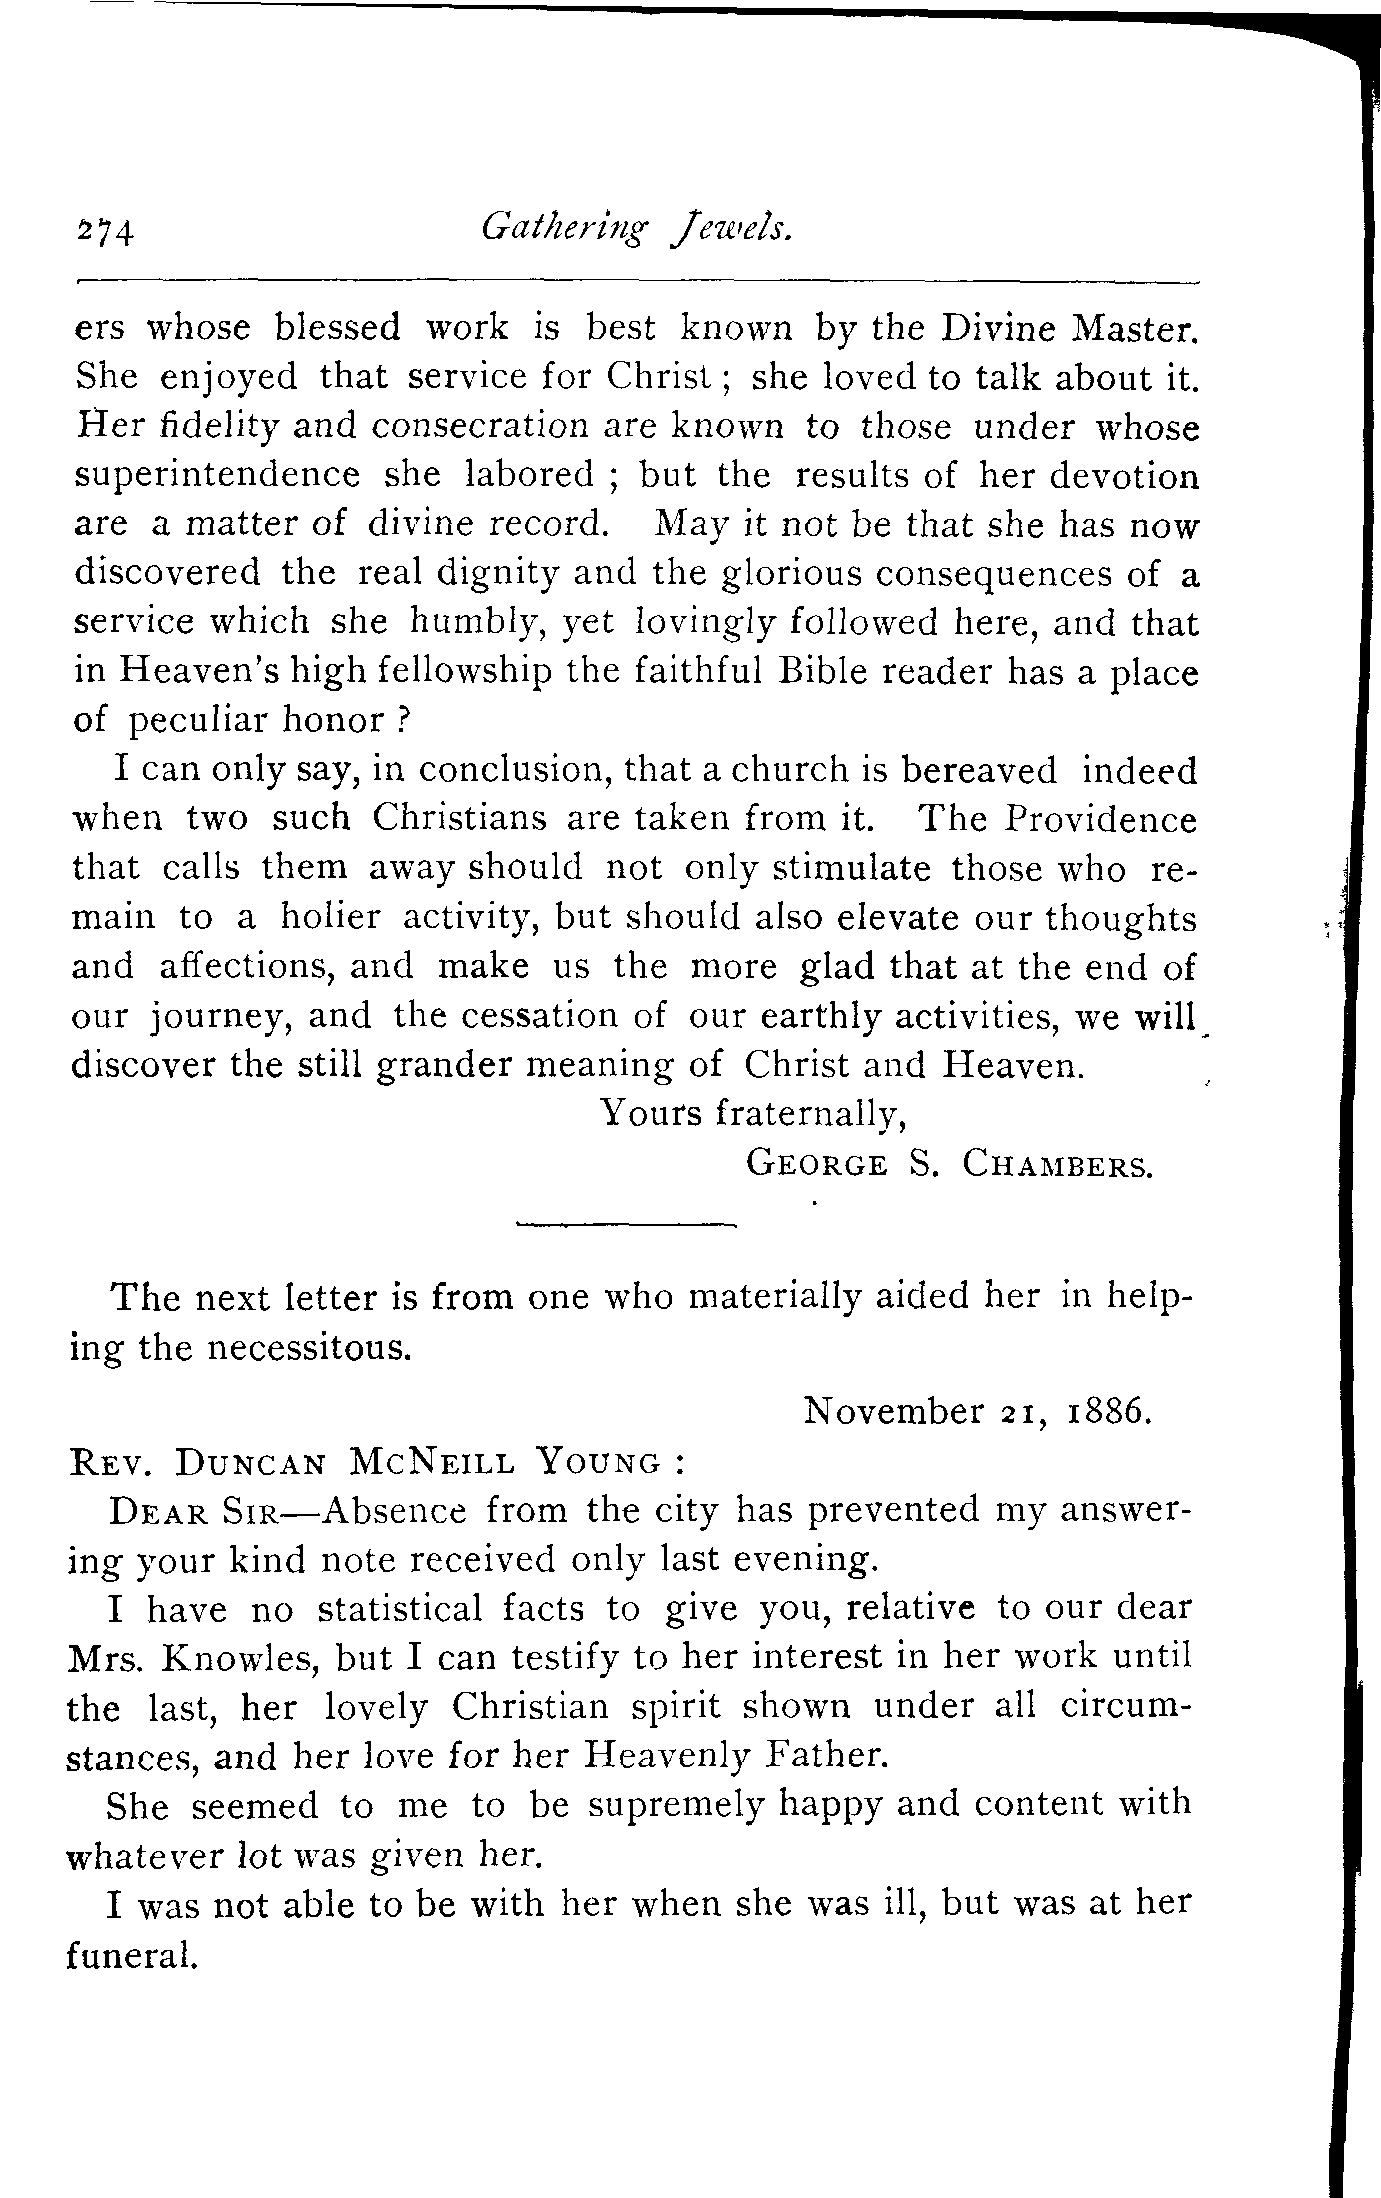 274 Gathering Jewels.
ers whose blessed work is best known by the Divine Master.
She enjoyed that service for Christ ; she loved to talk about it.
Her fidelity and consecration are known to those under whose
superintendence she labored ; but the results of her devotion
are a matter of divine record. May it not be that she has now
discovered the real dignity and the glorious consequences of a
service which she humbly, yet lovingly followed here, and that
in Heaven's high fellowship the faithful Bible reader has a place
of peculiar honor ?
I can only say, in conclusion, that a church is bereaved indeed
when two such Christians are taken from it. The Providence
that calls them away should not only stimulate those who re-
main to a holier activity, but should also elevate our thoughts
and affections, and make us the more glad that at the end of
our journey, and the cessation of our earthly activities, we will
discover the still grander meaning of Christ and Heaven.
Yours fraternally,
GEORGE S. CHAMBERS.
The next letter is from one who materially aided her in help-
ing the necessitous.
November 21, 1886.
REV. DUNCAN MCNEILL YOUNG :
DEAR SIR—Absence from the city has prevented my answer-
ing your kind note received only last evening.
I have no statistical facts to give you, relative to our dear
Mrs. Knowles, but I can testify to her interest in her work until
the last, her lovely Christian spirit shown under all circum-
stances, and her love for her Heavenly Father.
She seemed to me to be supremely happy and content with
whatever lot was given her.
I was not able to be with her when she was ill, but was at her
funeral.